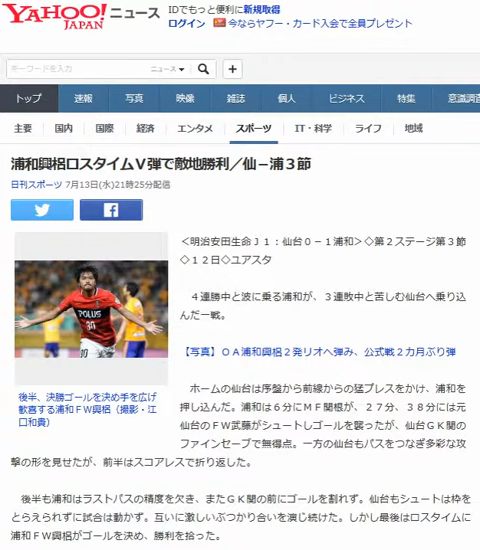 YAHOO! ニュース
JAPAN
IDでもっと便利に新規取得
ログイン 今ならヤフー・カード入会で全員プレゼント
キーワードを入力 ニュース
トップ 速報 写真 映像 雑誌 個人 ビジネス 特集 意識調査
主要 国内 国際 経済 エンタメ スポーツ IT・科学 ライフ 地域
浦和興梠ロスタイムＶ弾で敵地勝利／仙－浦３節
日刊スポーツ 7月13日(水)21時25分配信
＜明治安田生命Ｊ１：仙台０－１浦和＞◇第２ステージ第３節
◇１２日◇ユアスタ
４連勝中と波に乗る浦和が、３連敗中と苦しむ仙台へ乗り込
んだ一戦。
【写真】ＯＡ浦和興梠２発リオへ弾み、公式戦２カ月ぶり弾
POLUS
30
後半、決勝ゴールを決め手を広げ
歓喜する浦和ＦＷ興梠（撮影・江
口和貴）
ホームの仙台は序盤から前線からの猛プレスをかけ、浦和を
押し込んだ。浦和は６分にＭＦ関根が、２７分、３８分には元
仙台のＦＷ武藤がシュートしゴールを襲ったが、仙台ＧＫ関の
ファインセーブで無得点。一方の仙台もパスをつなぎ多彩な攻
撃の形を見せたが、前半はスコアレスで折り返した。
後半も浦和はラストパスの精度を欠き、またＧＫ関の前にゴールを割れず。仙台もシュートは枠を
とらえられずに試合は動かず。互いに激しいぶつかり合いを演じ続けた。しかし最後はロスタイムに
浦和ＦＷ興梠がゴールを決め、勝利を拾った。